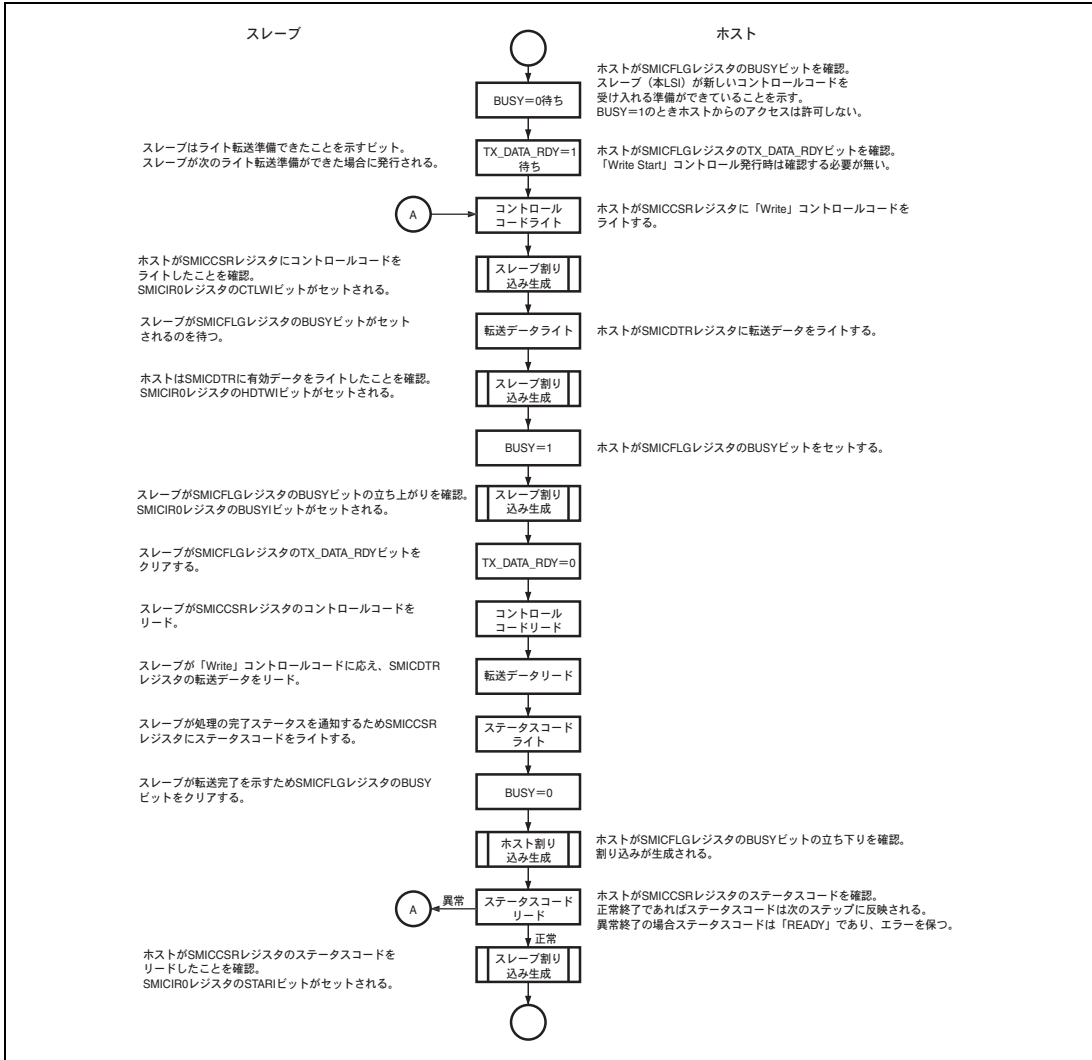 スレーブ
ホスト
ホストがSMICFLGレジスタのBUSYビットを確認。
スレーブ（本LSI）が新しいコントロールコードを
受け入れる準備ができていることを示す。
BUSY=1のときホストからのアクセスは許可しない。
BUSY=0待ち
スレーブはライト転送準備できたことを示すビット。
スレーブが次のライト転送準備ができた場合に発行される。
TX_DATA_RDY=1
待ち
ホストがSMICFLGレジスタのTX_DATA_RDYビットを確認。
「Write Start」コントロール発行時は確認する必要が無い。
A
コントロール
コードライト
ホストがSMICCSRレジスタに「Write」コントロールコードを
ライトする。
ホストがSMICCSRレジスタにコントロールコードを
ライトしたことを確認。
SMICIR0レジスタのCTLWIビットがセットされる。
スレーブ割り
込み生成
スレーブがSMICFLGレジスタのBUSYビットがセット
されるのを待つ。
転送データライト
ホストがSMICDTRレジスタに転送データをライトする。
ホストはSMICDTRに有効データをライトしたことを確認。
SMICIR0レジスタのHDTWIビットがセットされる。
スレーブ割り
込み生成
BUSY=1
ホストがSMICFLGレジスタのBUSYビットをセットする。
スレーブがSMICFLGレジスタのBUSYビットの立ち上がりを確認。
SMICIR0レジスタのBUSYIビットがセットされる。
スレーブ割り
込み生成
スレーブがSMICFLGレジスタのTX_DATA_RDYビットを
クリアする。
TX_DATA_RDY=0
スレーブがSMICCSRレジスタのコントロールコードを
リード。
コントロール
コードリード
スレーブが「Write」コントロールコードに応え、SMICDTR
レジスタの転送データをリード。
転送データリード
スレーブが処理の完了ステータスを通知するためSMICCSR
レジスタにステータスコードをライトする。
ステータスコード
ライト
スレーブが転送完了を示すためSMICFLGレジスタのBUSY
ビットをクリアする。
BUSY=0
ホスト割り
込み生成
ホストがSMICFLGレジスタのBUSYビットの立ち下りを確認。
割り込みが生成される。
A
異常
ステータスコード
リード
ホストがSMICCSRレジスタのステータスコードを確認。
正常終了であればステータスコードは次のステップに反映される。
異常終了の場合ステータスコードは「READY」であり、エラーを保つ。
正常
ホストがSMICCSRレジスタのステータスコードを
リードしたことを確認。
SMICIR0レジスタのSTARIビットがセットされる。
スレーブ割り
込み生成